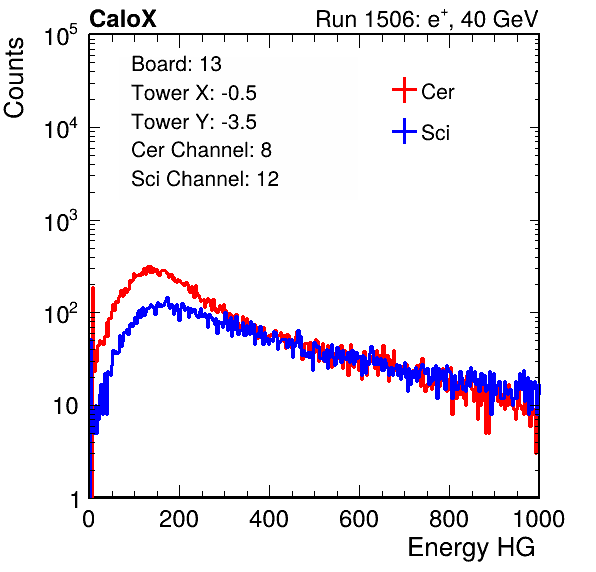 CaloX Run 1506: e+, 40 GeV
Counts
Board: 13
Tower X: -0.5
Tower Y: -3.5
Cer Channel: 8
Sci Channel: 12
Cer
Sci
10^5
10^4
10^3
10^2
10
1
0 200 400 600 800 1000
Energy HG